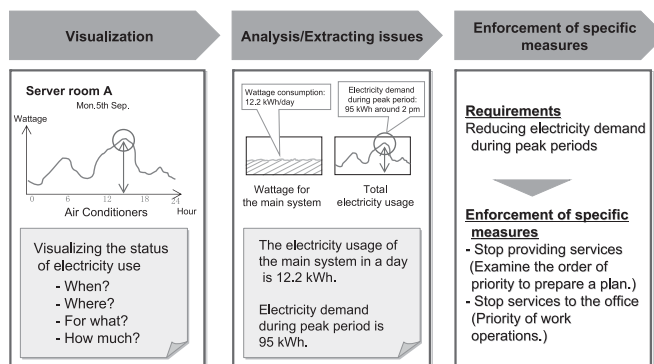 Visualization
Server room A
Mon.5th Sep.
Wattage
0 6 12 18 24
Air Conditioners
Hour
Visualizing the status
of electricity use
- When?
- Where?
- For what?
- How much?
Analysis/Extracting issues
Wattage consumption:
12.2 kWh/day
Electricity demand
during peak period:
95 kWh around 2 pm
Wattage for
the main system
Total
electricity usage
The electricity usage of
the main system in a day
is 12.2 kWh.
Electricity demand
during peak period is
95 kWh.
Enforcement of specific
measures
Requirements
Reducing electricity demand
during peak periods
Enforcement of specific
measures
- Stop providing services
(Examine the order of
priority to prepare a plan.)
- Stop services to the office
(Priority of work
operations.)